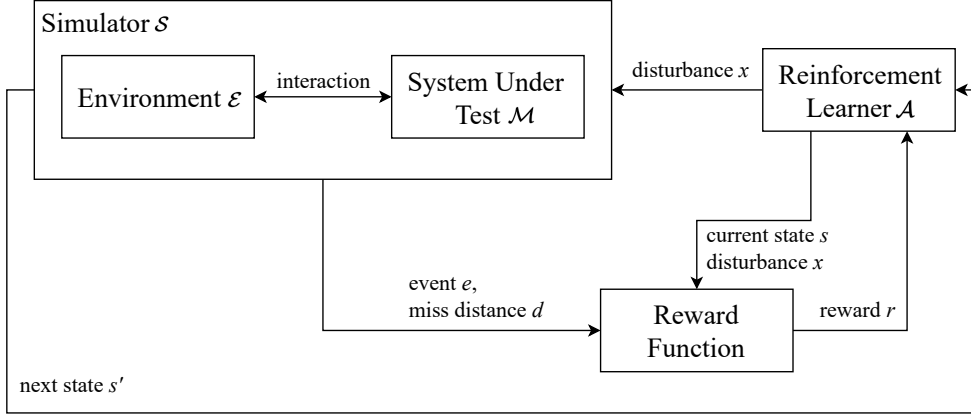 Simulator 𝒮
Environment ℰ
interaction
System Under
Test ℳ
disturbance x
Reinforcement
Learner 𝒜
current state s
disturbance x
event e,
miss distance d
Reward
Function
reward r
next state s′